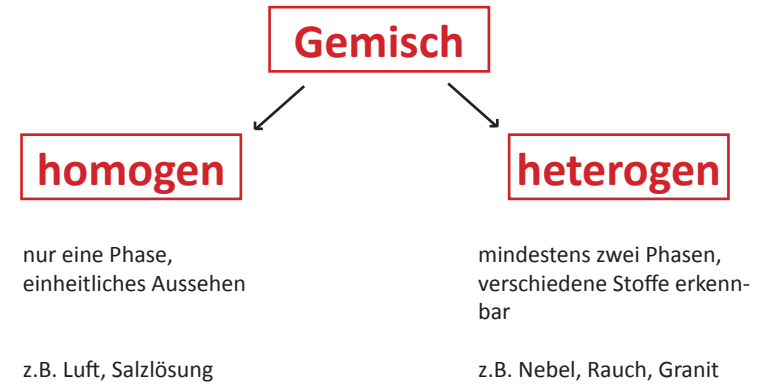 Gemisch
homogen
heterogen
nur eine Phase,
einheitliches Aussehen
z.B. Luft, Salzlösung
mindestens zwei Phasen,
verschiedene Stoffe erkenn-
bar
z.B. Nebel, Rauch, Granit